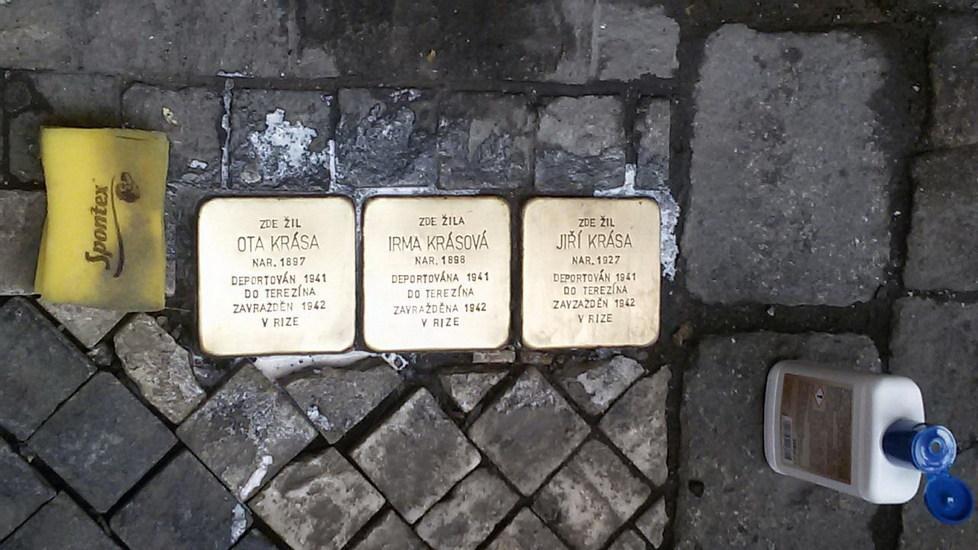 Spontex
ZDE ŽIL
OTA KRÁSA
NAR. 1897
DEPORTOVÁN 1941
DO TEREZÍNA
ZAVRAŽDĚNA 1942
V RIZE
ZDE ŽILA
IRMA KRÁSOVÁ
NAR. 1898
DEPORTOVÁNA 1941
DO TEREZÍNA
ZAVRAŽDĚNA 1942
V RIZE
ZDE ŽIL
JIŘÍ KRÁSA
NAR. 1927
DEPORTOVÁN 1941
DO TEREZÍNA
ZAVZAŽDĚN 1942
V RIZE